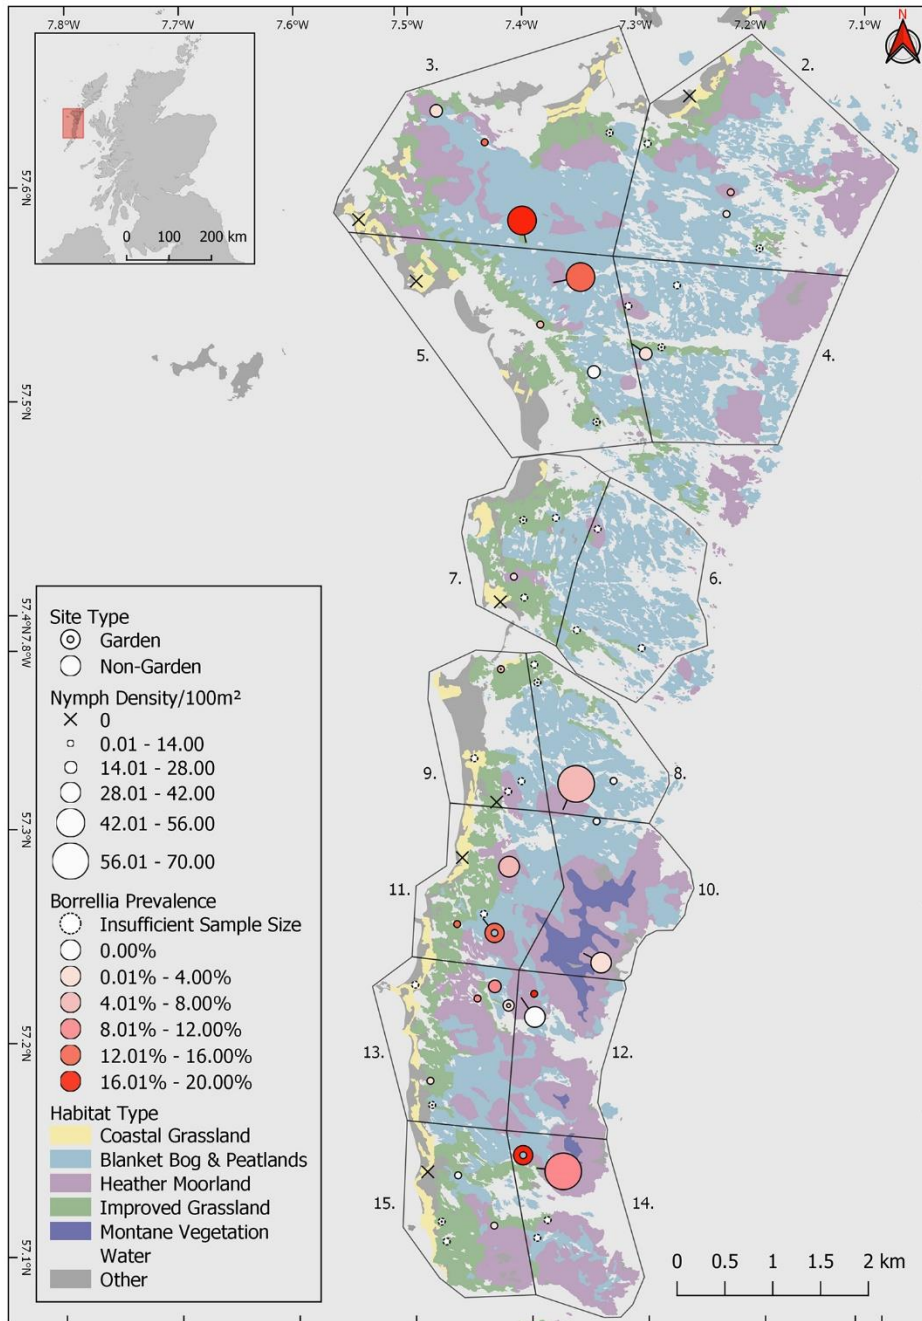 7.8°W 7.7°W 7.6°W 7.5°W 7.4°W 7.3°W 7.2°W 7.1°W
N
3.
2.
57.6°N
0 100 200 km
5.
4.
57.5°N
7.
6.
57.4°N
7.8°W
9.
8.
57.3°N
11.
10.
57.2°N
13.
12.
15.
14.
57.1°N
Site Type
Garden
Non-Garden
Nymph Density/100m²
0
0.01 - 14.00
14.01 - 28.00
28.01 - 42.00
42.01 - 56.00
56.01 - 70.00
Borrellia Prevalence
Insufficient Sample Size
0.00%
0.01% - 4.00%
4.01% - 8.00%
8.01% - 12.00%
12.01% - 16.00%
16.01% - 20.00%
Habitat Type
Coastal Grassland
Blanket Bog & Peatlands
Heather Moorland
Improved Grassland
Montane Vegetation
Water
Other
0 0.5 1 1.5 2 km